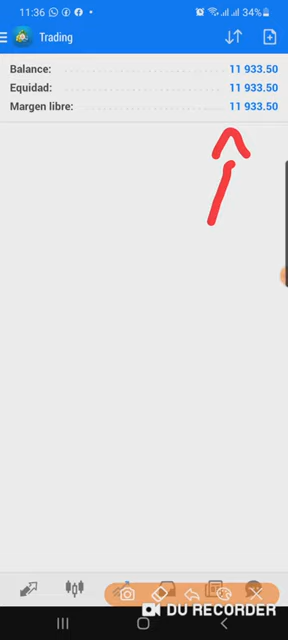 11:36
34%
Trading
Balance: 11 933.50
Equidad: 11 933.50
Margen libre: 11 933.50
DU RECORDER